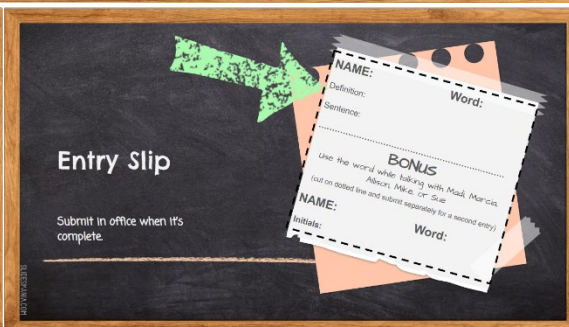 Entry Slip
Submit in office when it's
complete.
NAME:
Word:
Definition:
Sentence:
BONUS
Use the word while talking with Madi, Marcia,
Allison, Mike, or Sue
(cut on dotted line and submit separately for a second entry)
NAME:
Word:
Initials:
SLIDESMANIA.COM